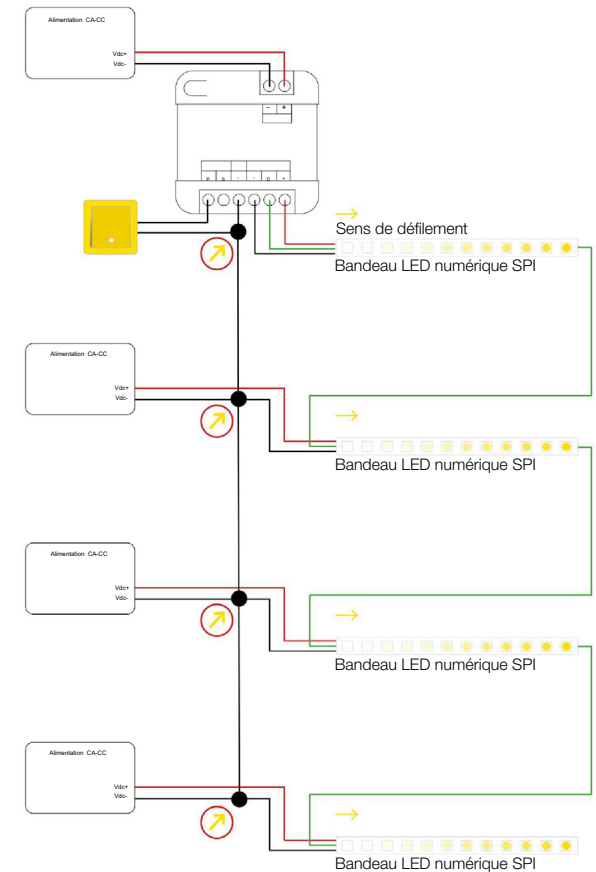 Alimentation CA-CC
Vdc+
Vdc-
- +
P S - - D +
Sens de défilement
Bandeau LED numérique SPI
Alimentation CA-CC
Vdc+
Vdc-
Bandeau LED numérique SPI
Alimentation CA-CC
Vdc+
Vdc-
Bandeau LED numérique SPI
Alimentation CA-CC
Vdc+
Vdc-
Bandeau LED numérique SPI